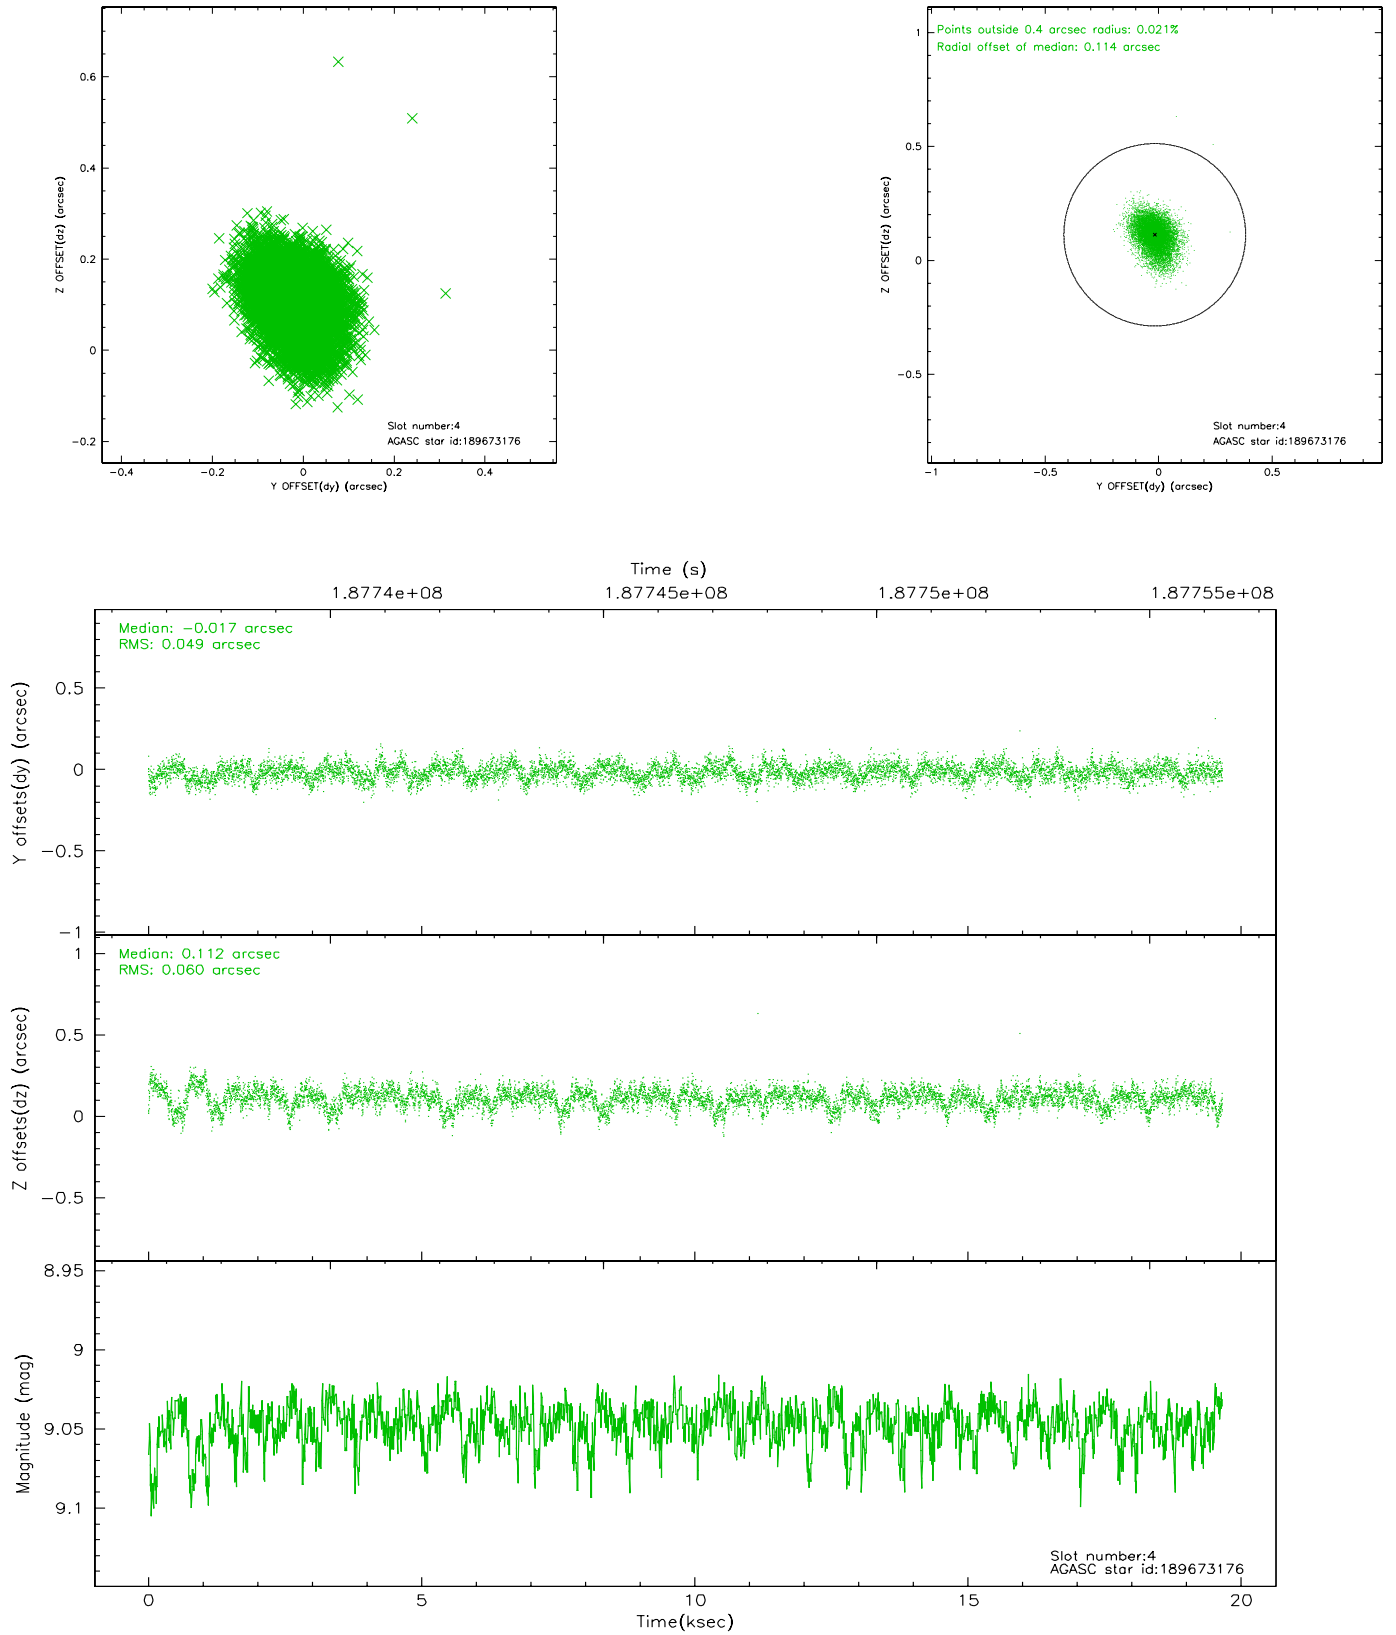 0.6
0.4
0.2
0
−0.2
Z OFFSET(dz) (arcsec)
−0.4
−0.2
0
0.2
0.4
Y OFFSET(dy) (arcsec)
Slot number:4
AGASC star id:189673176
Points outside 0.4 arcsec radius: 0.021%
Radial offset of median: 0.114 arcsec
1
0.5
0
−0.5
Z OFFSET(dz) (arcsec)
−1
−0.5
0
0.5
Y OFFSET(dy) (arcsec)
Slot number:4
AGASC star id:189673176
Time (s)
1.8774e+08
1.87745e+08
1.8775e+08
1.87755e+08
Median: −0.017 arcsec
RMS: 0.049 arcsec
0.5
0
−0.5
−1
Y offsets(dy) (arcsec)
Median: 0.112 arcsec
RMS: 0.060 arcsec
1
0.5
0
−0.5
Z offsets(dz) (arcsec)
8.95
9
9.05
9.1
Magnitude (mag)
Slot number:4
AGASC star id:189673176
0
5
10
15
20
Time(ksec)